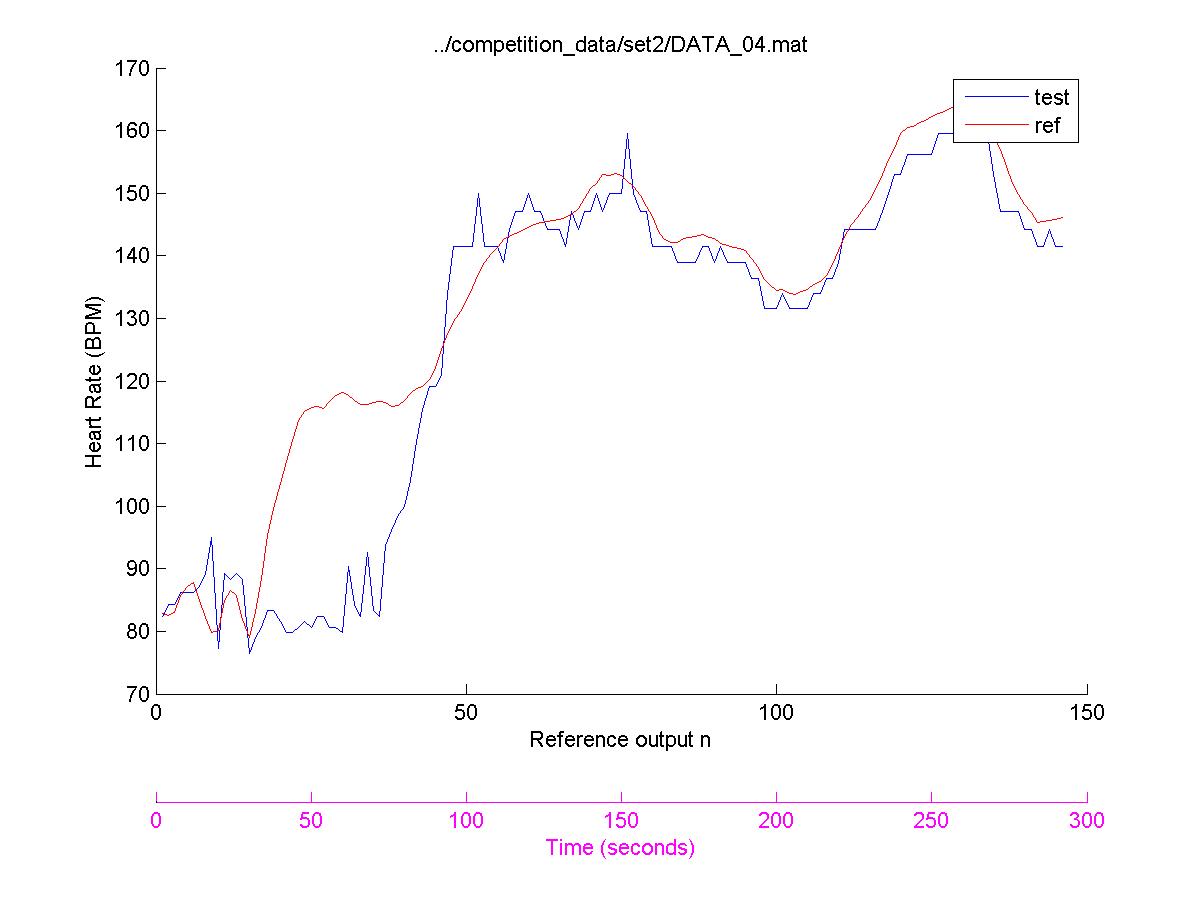 ../competition_data/set2/DATA_04.mat
170
160
150
140
130
120
110
100
90
80
70
Heart Rate (BPM)
test
ref
0 50 100 150
Reference output n
0 50 100 150 200 250 300
Time (seconds)